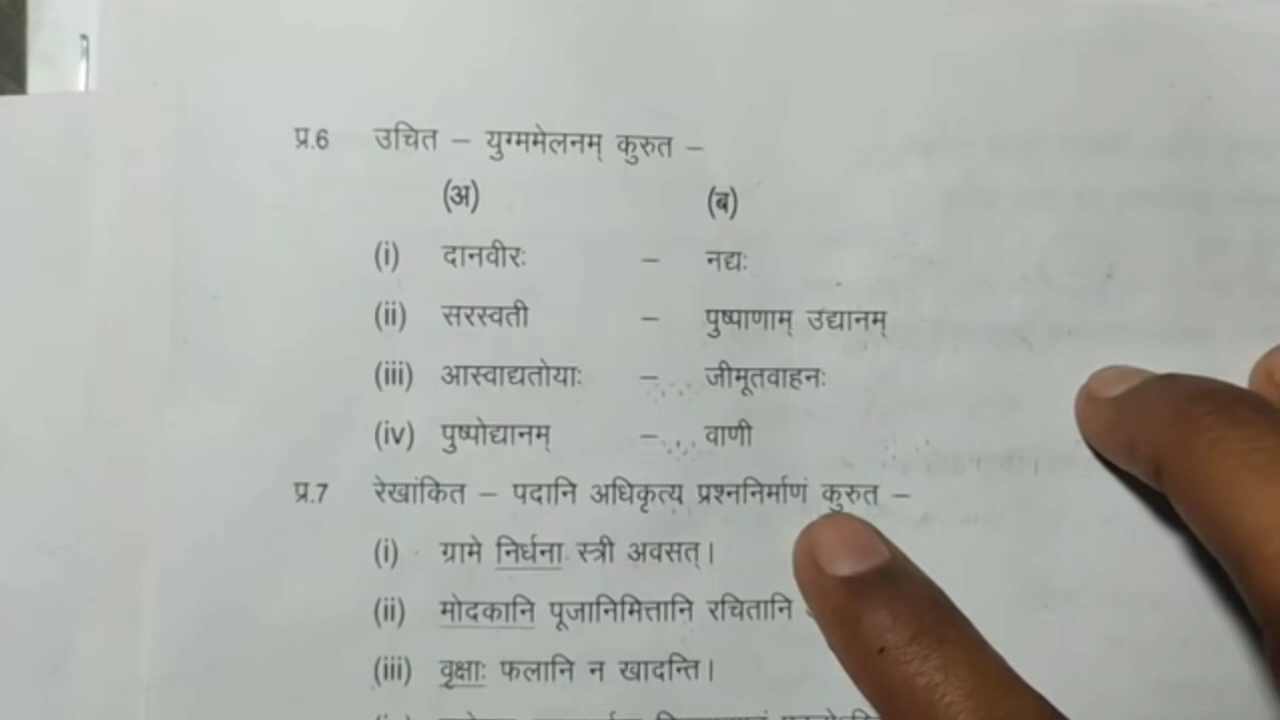 प्र.6 उचित – युग्ममेलनम् कुरुत –
(अ) (ब)
(i) दानवीरः – नद्यः
(ii) सरस्वती – पुष्पाणाम् उद्यानम्
(iii) आस्वाद्यतोयाः – जीमूतवाहनः
(iv) पुष्पोद्यानम् – वाणी
प्र.7 रेखांकित – पदानि अधिकृत्य प्रश्ननिर्माणं कुरुत –
(i) ग्रामे निर्धना स्त्री अवसत्।
(ii) मोदकानि पूजानिमित्तानि रचितानि
(iii) वृक्षाः फलानि न खादन्ति।